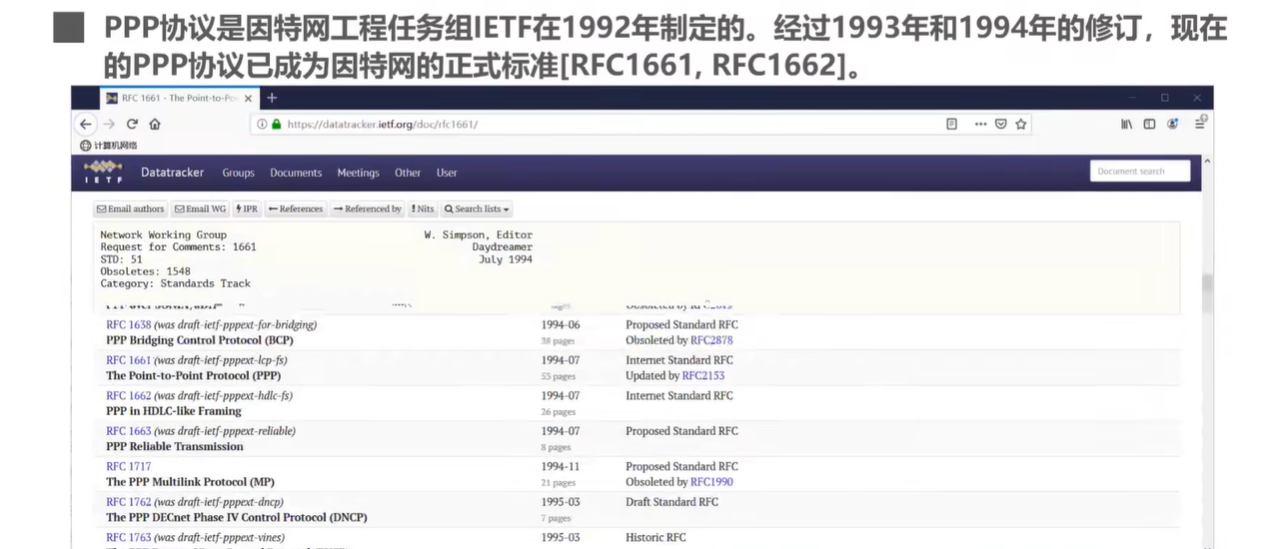 PPP协议是因特网工程任务组IETF在1992年制定的。经过1993年和1994年的修订，现在
的PPP协议已成为因特网的正式标准[RFC1661, RFC1662]。
RFC 1661 - The Point-to-Po
https://datatracker.ietf.org/doc/rfc1661/
计算机网络
IETF Datatracker Groups Documents Meetings Other User Document search
Email authors Email WG IPR References Referenced by Nits Search lists
Network Working Group W. Simpson, Editor
Request for Comments: 1661 Daydreamer
STD: 51 July 1994
Obsoletes: 1548
Category: Standards Track
RFC 1638 (was draft-ietf-pppext-for-bridging) 1994-06 Proposed Standard RFC
PPP Bridging Control Protocol (BCP) 38 pages Obsoleted by RFC2878
RFC 1661 (was draft-ietf-pppext-lcp-fs) 1994-07 Internet Standard RFC
The Point-to-Point Protocol (PPP) 53 pages Updated by RFC2153
RFC 1662 (was draft-ietf-pppext-hdlc-fs) 1994-07 Internet Standard RFC
PPP in HDLC-like Framing 26 pages
RFC 1663 (was draft-ietf-pppext-reliable) 1994-07 Proposed Standard RFC
PPP Reliable Transmission 8 pages
RFC 1717 1994-11 Proposed Standard RFC
The PPP Multilink Protocol (MP) 21 pages Obsoleted by RFC1990
RFC 1762 (was draft-ietf-pppext-dncp) 1995-03 Draft Standard RFC
The PPP DECnet Phase IV Control Protocol (DNCP) 7 pages
RFC 1763 (was draft-ietf-pppext-vines) 1995-03 Historic RFC